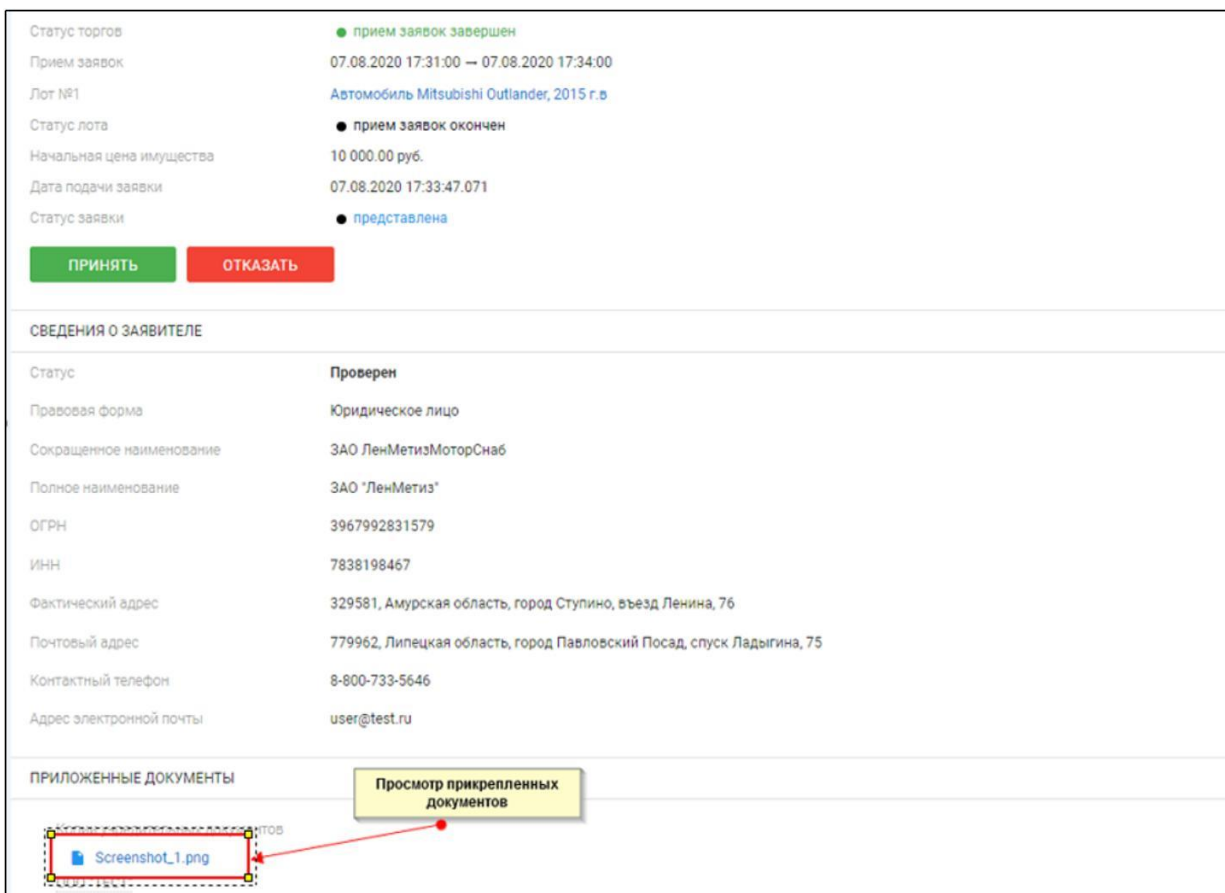 Статус торгов прием заявок завершен
Прием заявок 07.08.2020 17:31:00 — 07.08.2020 17:34:00
Лот №1 Автомобиль Mitsubishi Outlander, 2015 г.в
Статус лота прием заявок окончен
Начальная цена имущества 10 000.00 руб.
Дата подачи заявки 07.08.2020 17:33:47.071
Статус заявки представлена
ПРИНЯТЬ ОТКАЗАТЬ
СВЕДЕНИЯ О ЗАЯВИТЕЛЕ
Статус Проверен
Правовая форма Юридическое лицо
Сокращенное наименование ЗАО ЛенМетизМоторСнаб
Полное наименование ЗАО "ЛенМетиз"
ОГРН 3967992831579
ИНН 7838198467
Фактический адрес 329581, Амурская область, город Ступино, въезд Ленина, 76
Почтовый адрес 779962, Липецкая область, город Павловский Посад, спуск Ладыгина, 75
Контактный телефон 8-800-733-5646
Адрес электронной почты user@test.ru
ПРИЛОЖЕННЫЕ ДОКУМЕНТЫ
Просмотр прикрепленных
документов
Screenshot_1.png
ООО "ТЕСТ"